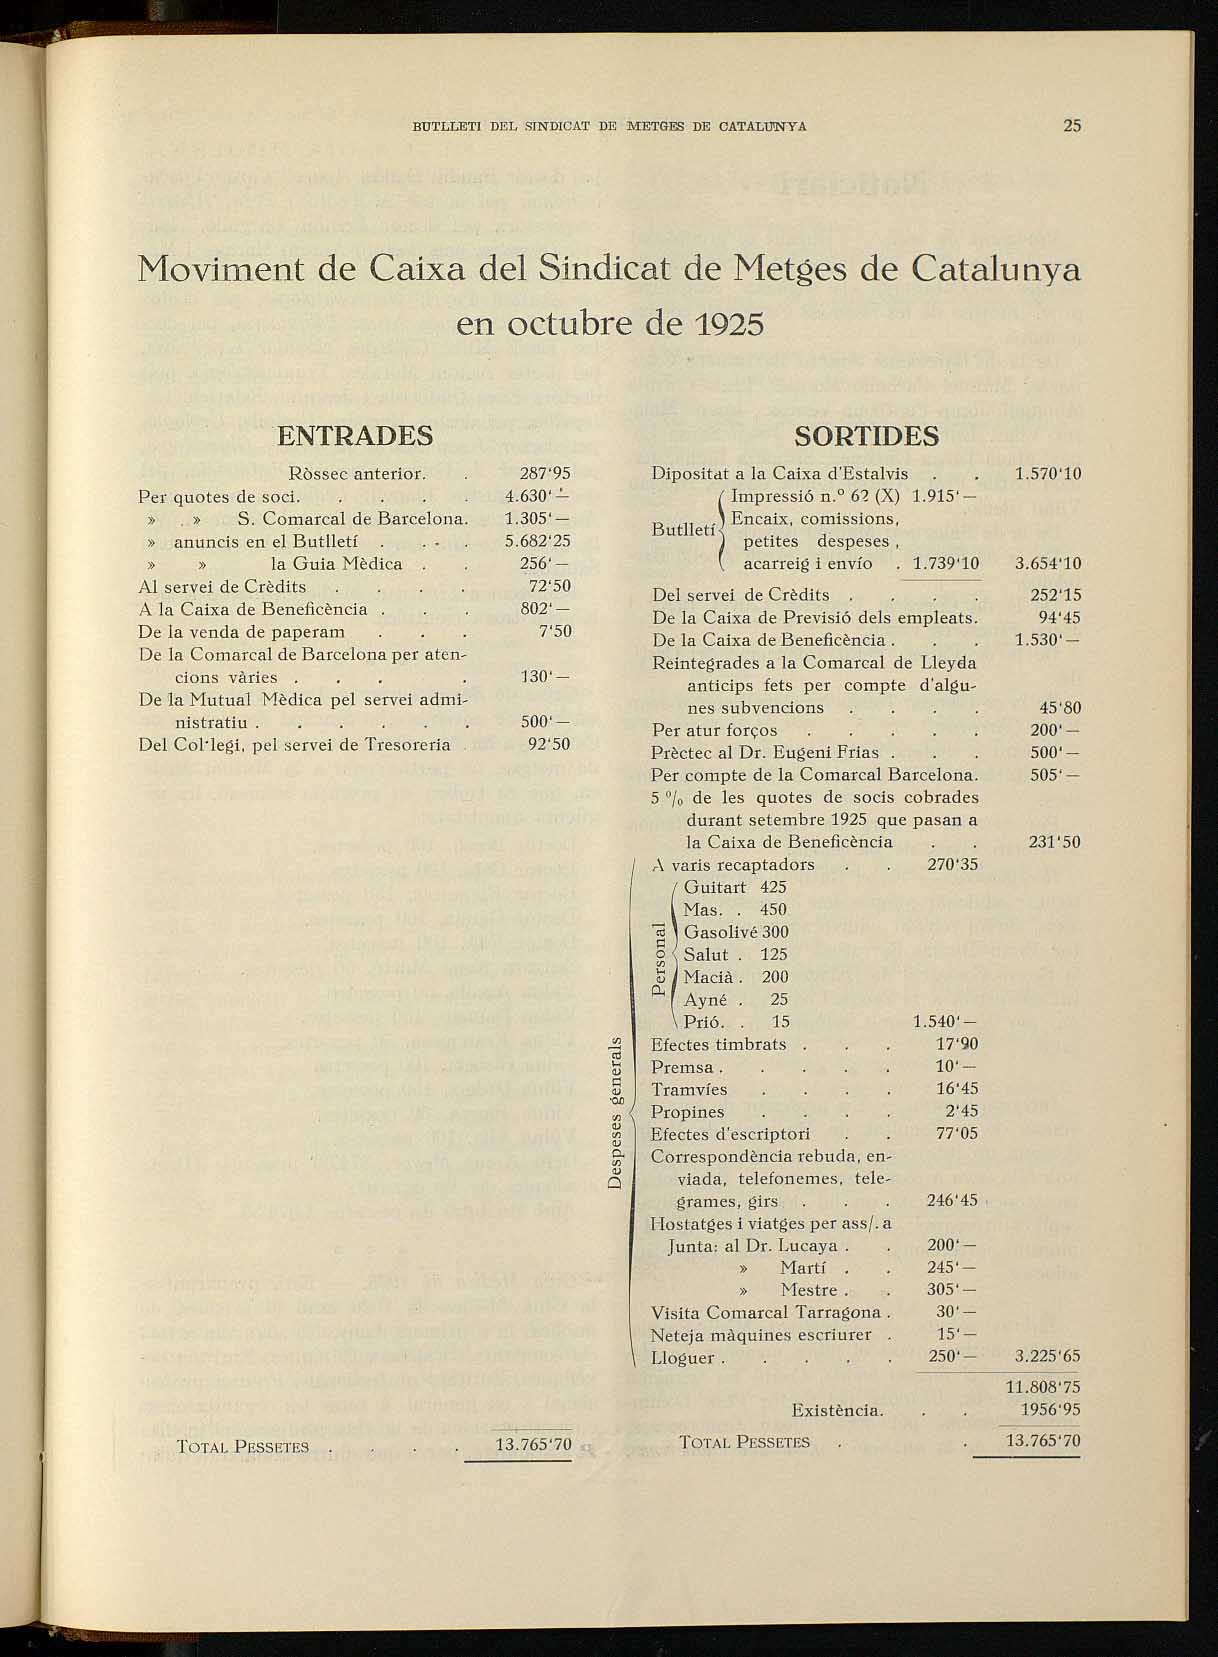 BUTLLETI DEL SINDICAT DE METGES DE CATALUNYA 25
Moviment de Caixa del Sindicat de Metges de Catalunya
en octubre de 1925
ENTRADES
Ròssec anterior. . 287'95
Per quotes de soci. . . . . 4.630'—
» » S. Comarcal de Barcelona. 1.305'—
» anuncis en el Butlletí . . . . 5.682'25
» » la Guia Mèdica . . 256'—
Al servei de Crèdits . . . . 72'50
A la Caixa de Beneficència . . . 802'—
De la venda de paperam . . . 7'50
De la Comarcal de Barcelona per aten-
cions vàries . . . . . 130'—
De la Mutual Mèdica pel servei admi-
nistratiu . . . . . . 500'—
Del Col·legi, pel servei de Tresoreria . 92'50
TOTAL PESSETES . . . . 13.765'70
SORTIDES
Dipositat a la Caixa d'Estalvis . . 1.570'10
Butlletí
Impressió n.º 62 (X) 1.915'—
Encaix, comissions,
petites despeses,
acarreig i envío . 1.739'10 3.654'10
Del servei de Crèdits . . . . 252'15
De la Caixa de Previsió dels empleats. 94'45
De la Caixa de Beneficència . . . 1.530'—
Reintegrades a la Comarcal de Lleyda
anticips fets per compte d'algu-
nes subvencions . . . . 45'80
Per atur forços . . . . . 200'—
Prèctec al Dr. Eugeni Frias . . . 500'—
Per compte de la Comarcal Barcelona. 505'—
5 % de les quotes de socis cobrades
durant setembre 1925 que pasan a
la Caixa de Beneficència . . 231'50
Despeses generals
A varis recaptadors . . 270'35
Personal
Guitart 425
Mas. . 450
Gasolivé 300
Salut . 125
Macià . 200
Ayné . 25
Prió. . 15 1.540'—
Efectes timbrats . . . 17'90
Premsa . . . . . 10'—
Tramvíes . . . . 16'45
Propines . . . . 2'45
Efectes d'escriptori . . 77'05
Correspondència rebuda, en-
viada, telefonemes, tele-
grames, girs . . . 246'45
Hostatges i viatges per ass/. a
Junta: al Dr. Lucaya . . 200'—
» Martí . . 245'—
» Mestre . . 305'—
Visita Comarcal Tarragona . 30'—
Neteja màquines escriurer . 15'—
Lloguer . . . . . 250'— 3.225'65
11.808'75
Existència. . . 1956'95
TOTAL PESSETES . . 13.765'70